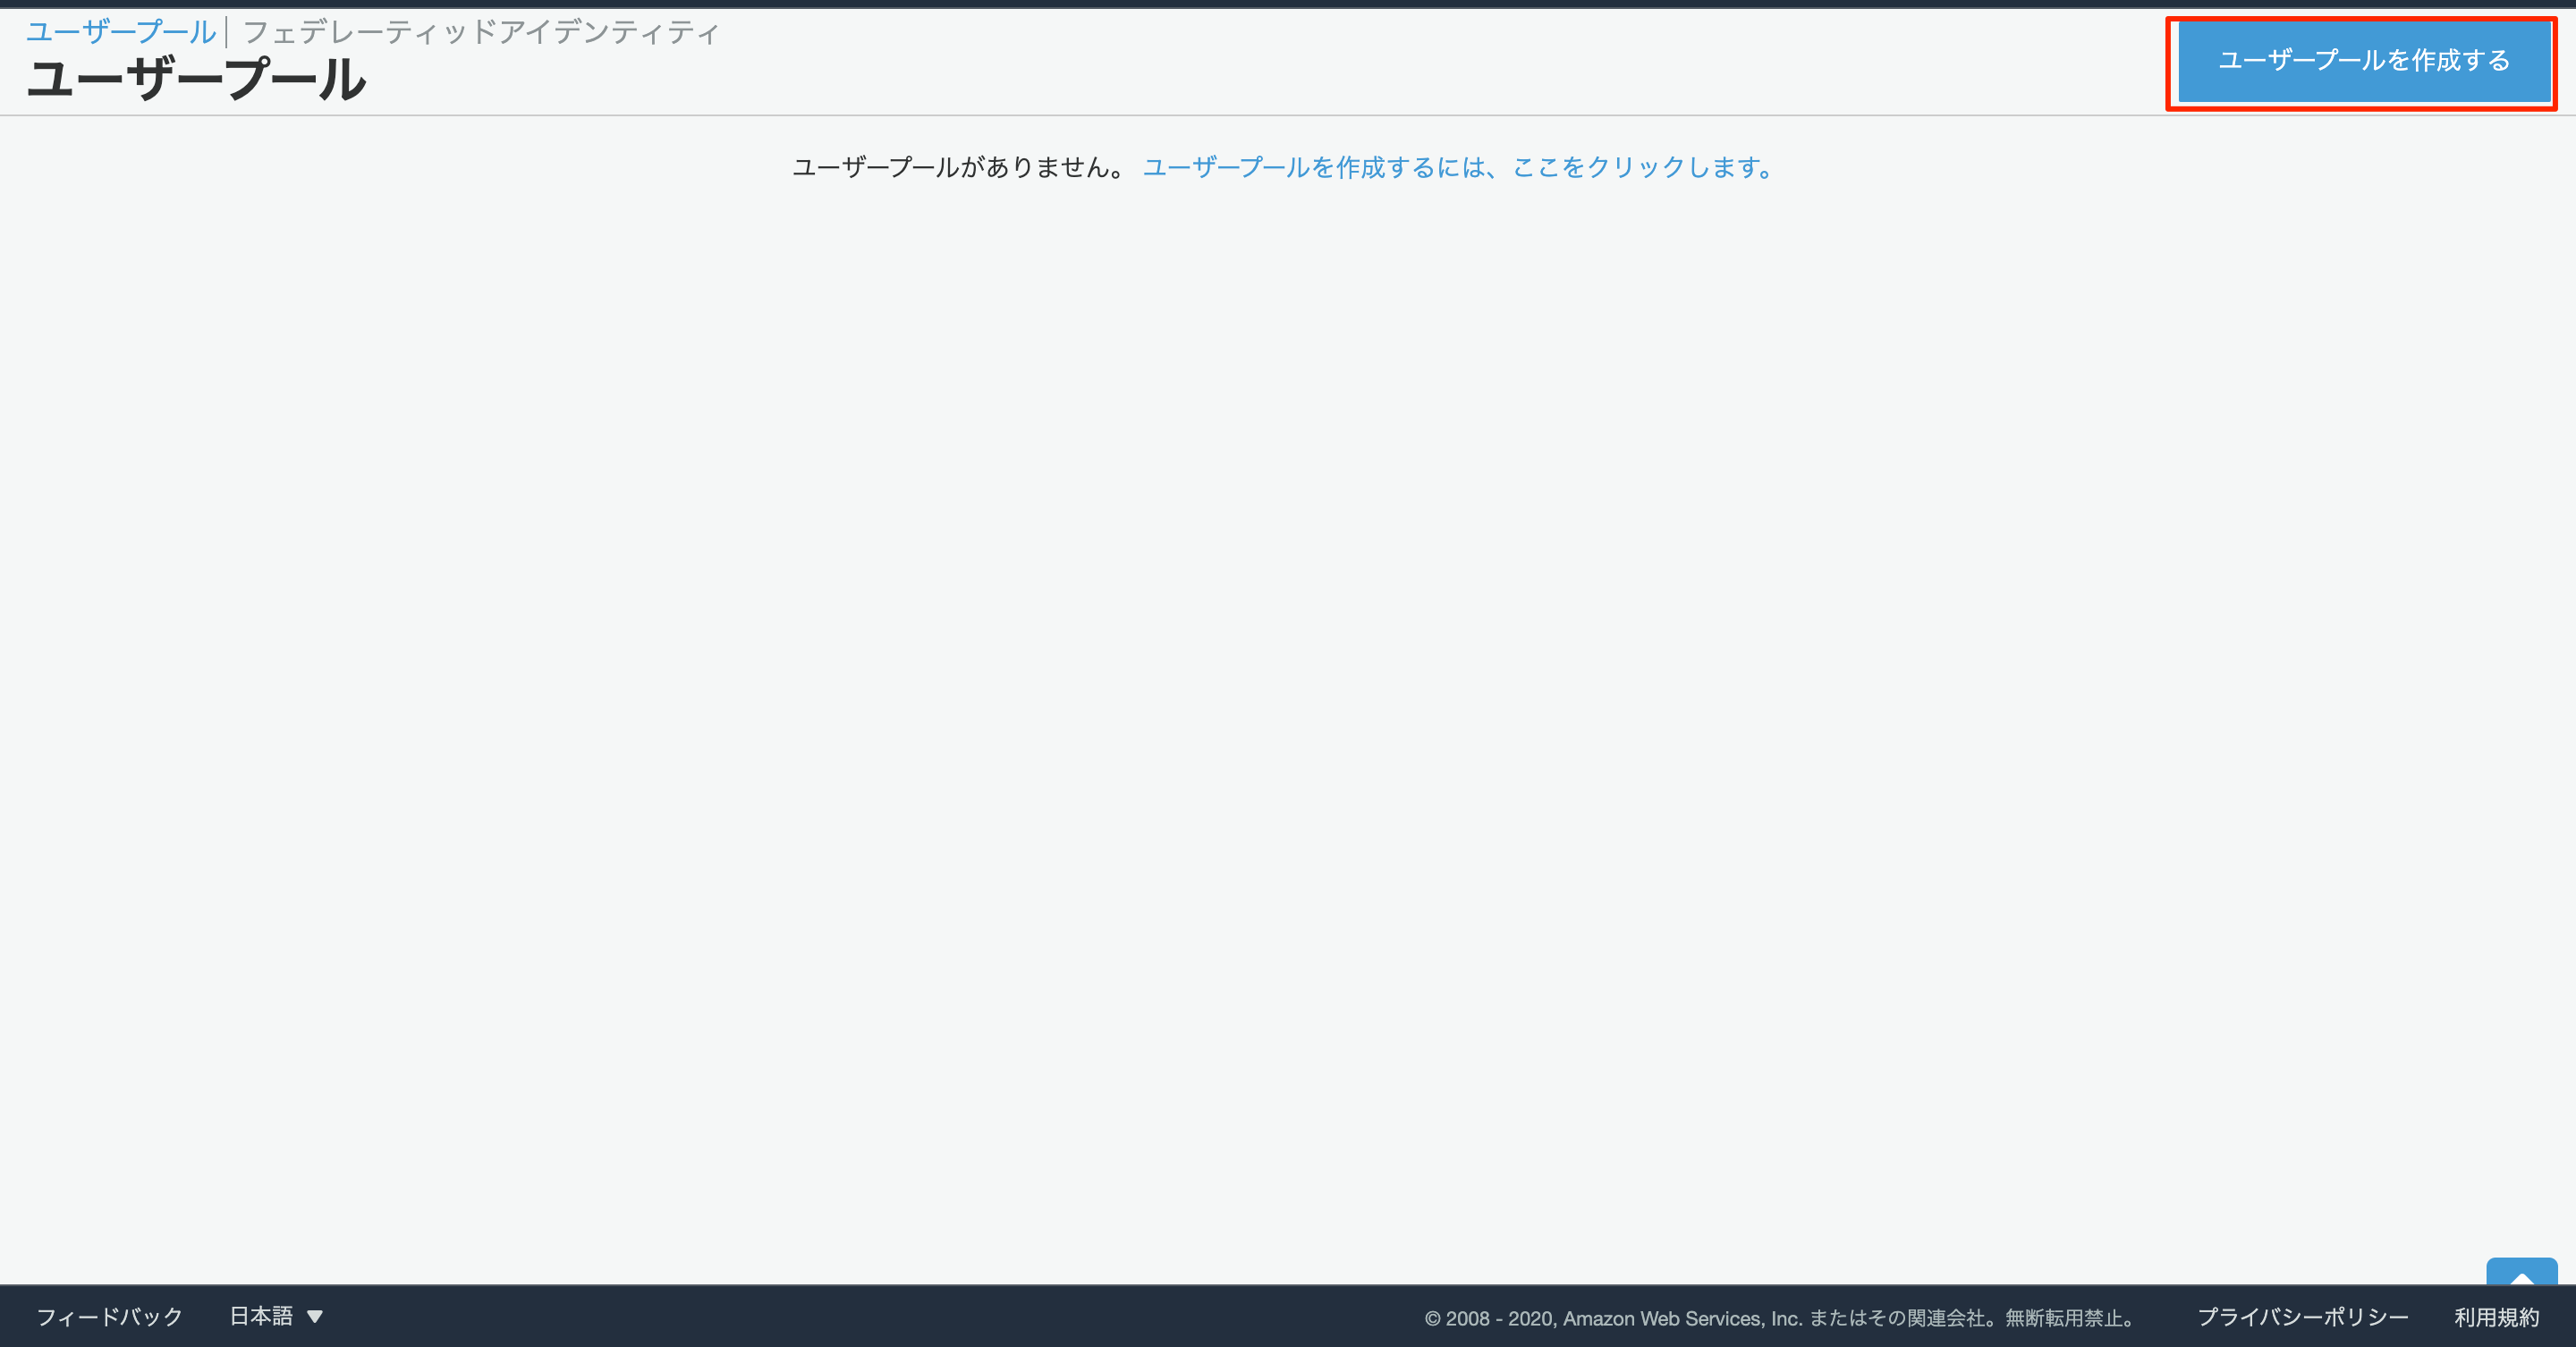 ユーザープール | フェデレーティッドアイデンティティ
ユーザープール
ユーザープールを作成する
ユーザープールがありません。 ユーザープールを作成するには、ここをクリックします。
フィードバック 日本語 © 2008 - 2020, Amazon Web Services, Inc. またはその関連会社。無断転用禁止。 プライバシーポリシー 利用規約